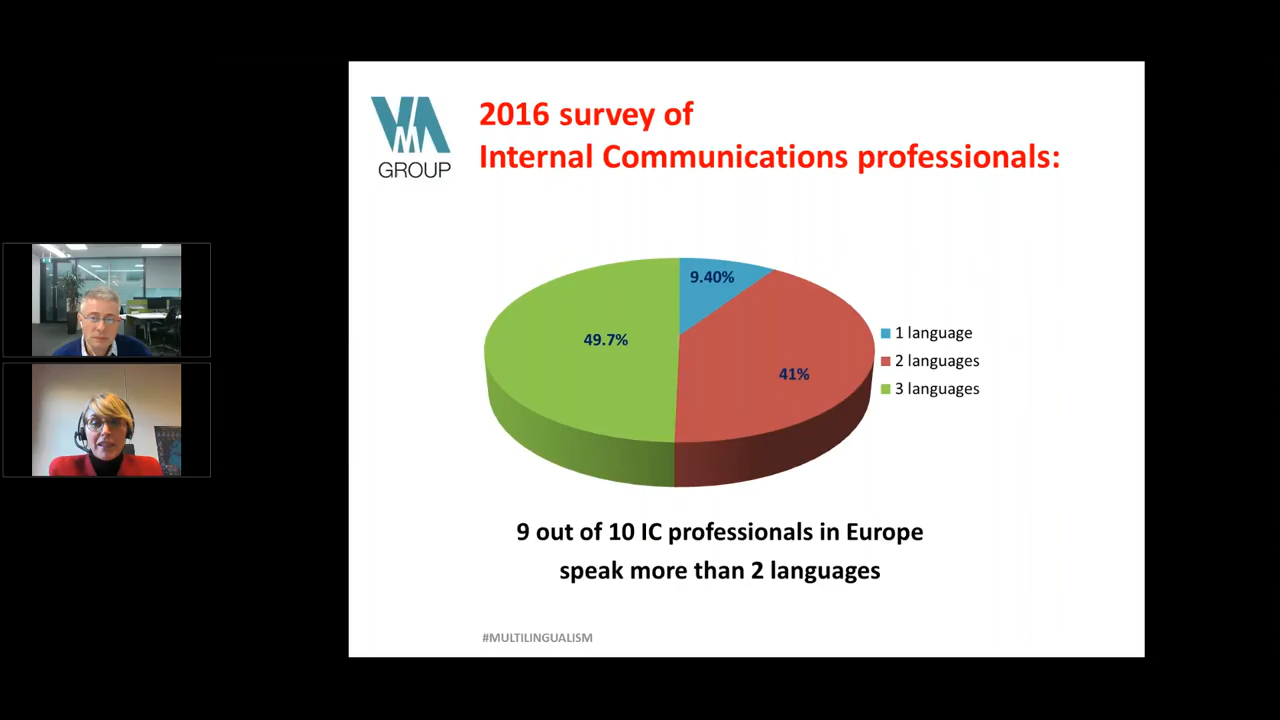 VMA
GROUP
2016 survey of
Internal Communications professionals:
9.40%
49.7%
41%
1 language
2 languages
3 languages
9 out of 10 IC professionals in Europe
speak more than 2 languages
#MULTILINGUALISM